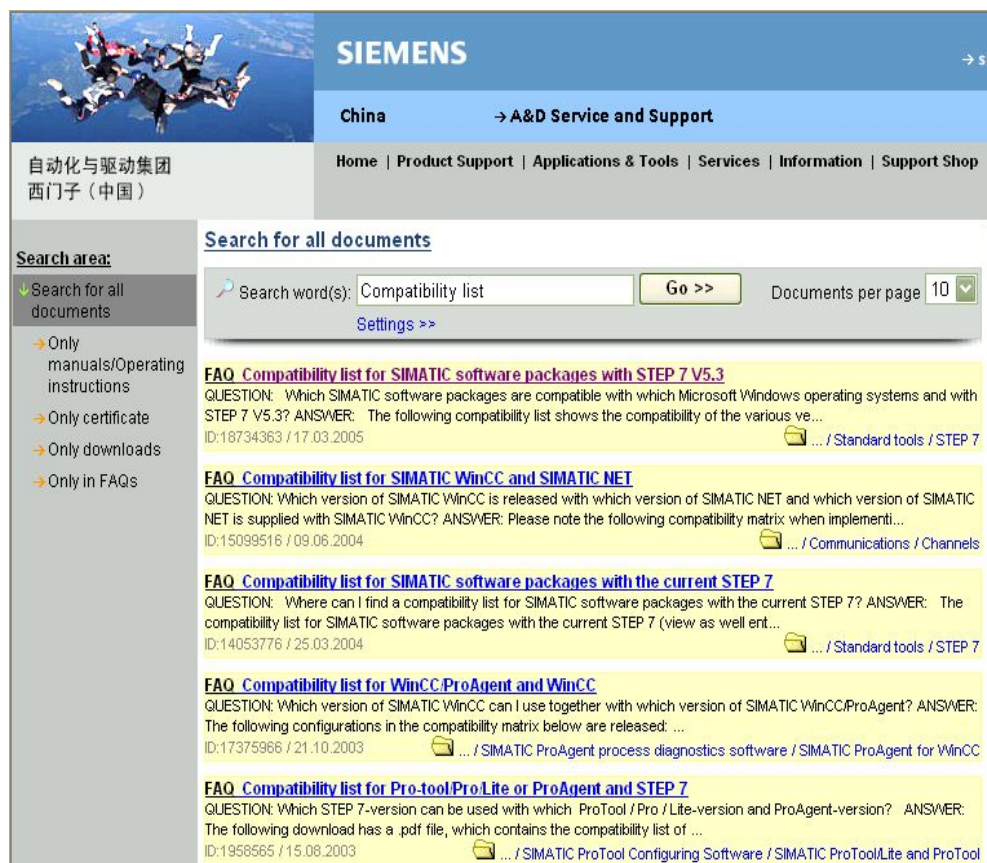 SIEMENS
→ s
China → A&D Service and Support
自动化与驱动集团
西门子（中国）
Home | Product Support | Applications & Tools | Services | Information | Support Shop
Search area:
Search for all
documents
Only
manuals/Operating
instructions
Only certificate
Only downloads
Only in FAQs
Search for all documents
Search word(s): Compatibility list Go >> Documents per page 10
Settings >>
FAQ Compatibility list for SIMATIC software packages with STEP 7 V5.3
QUESTION: Which SIMATIC software packages are compatible with which Microsoft Windows operating systems and with
STEP 7 V5.3? ANSWER: The following compatibility list shows the compatibility of the various ve...
ID:18734363 / 17.03.2005 ... / Standard tools / STEP 7
FAQ Compatibility list for SIMATIC WinCC and SIMATIC NET
QUESTION: Which version of SIMATIC WinCC is released with which version of SIMATIC NET and which version of SIMATIC
NET is supplied with SIMATIC WinCC? ANSWER: Please note the following compatibility matrix when implementi...
ID:15099516 / 09.06.2004 ... / Communications / Channels
FAQ Compatibility list for SIMATIC software packages with the current STEP 7
QUESTION: Where can I find a compatibility list for SIMATIC software packages with the current STEP 7? ANSWER: The
compatibility list for SIMATIC software packages with the current STEP 7 (view as well ent...
ID:14053776 / 25.03.2004 ... / Standard tools / STEP 7
FAQ Compatibility list for WinCC/ProAgent and WinCC
QUESTION: Which version of SIMATIC WinCC can I use together with which version of SIMATIC WinCC/ProAgent? ANSWER:
The following configurations in the compatibility matrix below are released: ...
ID:17375966 / 21.10.2003 ... / SIMATIC ProAgent process diagnostics software / SIMATIC ProAgent for WinCC
FAQ Compatibility list for Pro-tool/Pro/Lite or ProAgent and STEP 7
QUESTION: Which STEP 7-version can be used with which ProTool / Pro / Lite-version and ProAgent-version? ANSWER:
The following download has a .pdf file, which contains the compatibility list of ...
ID:1958565 / 15.08.2003 ... / SIMATIC ProTool Configuring Software / SIMATIC ProTool/Lite and ProTool